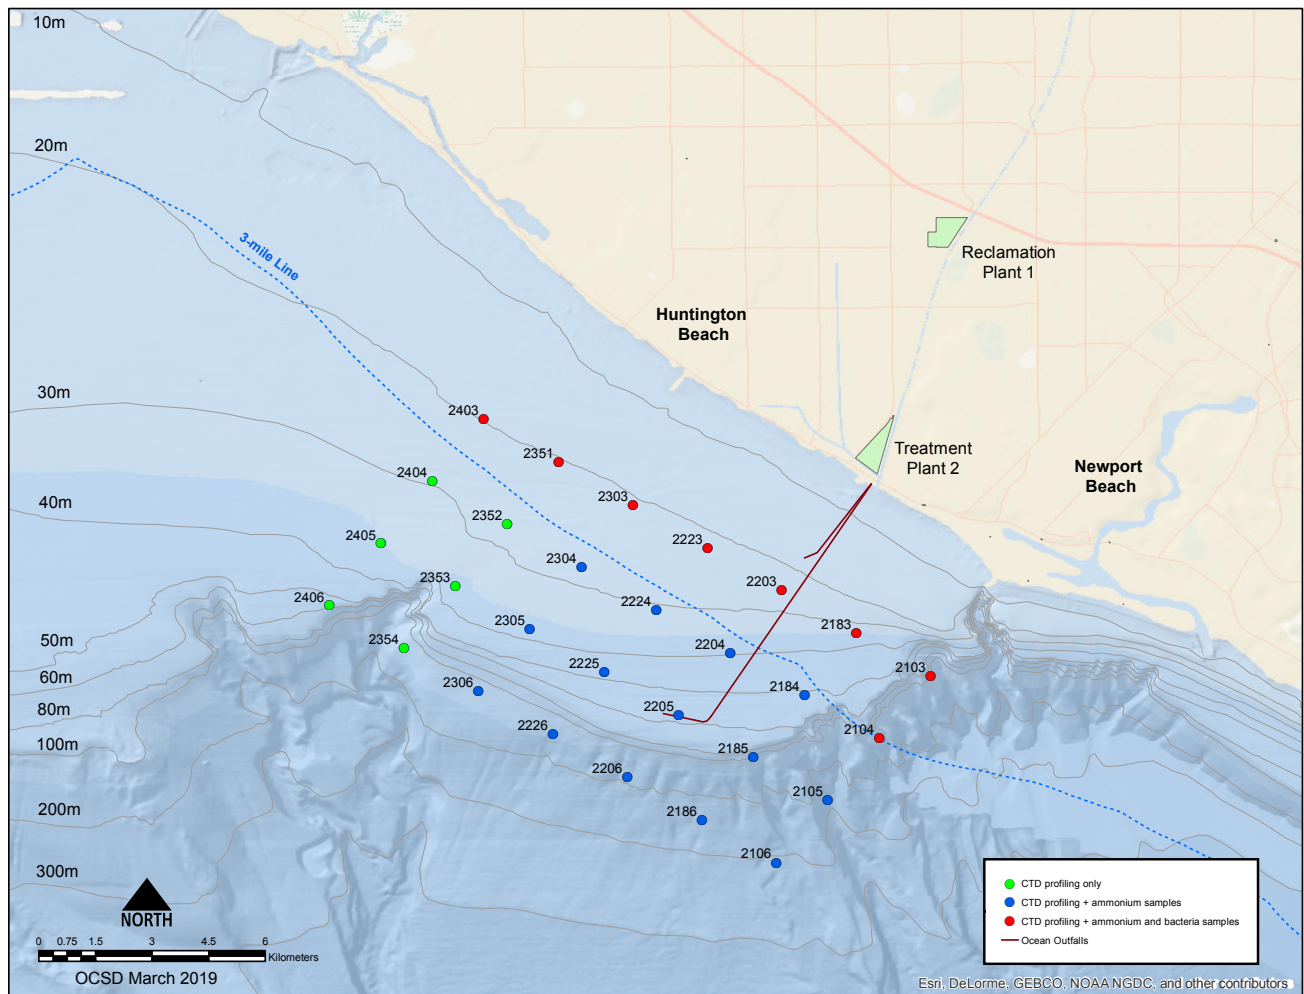 10m
20m
3-mile Line
Reclamation
Plant 1
Huntington
Beach
30m
2403
2351
Treatment
Plant 2
Newport
Beach
2404
2303
40m
2352
2405
2223
2304
2353
2203
2406
2224
2305
2183
50m
2354
2204
2225
2103
60m
2306
2184
80m
2205
2226
2104
100m
2185
2206
2105
200m
2186
2106
300m
NORTH
0 0.75 1.5 3 4.5 6
Kilometers
OCSD March 2019
CTD profiling only
CTD profiling + ammonium samples
CTD profiling + ammonium and bacteria samples
Ocean Outfalls
Esri, DeLorme, GEBCO, NOAA NGDC, and other contributors